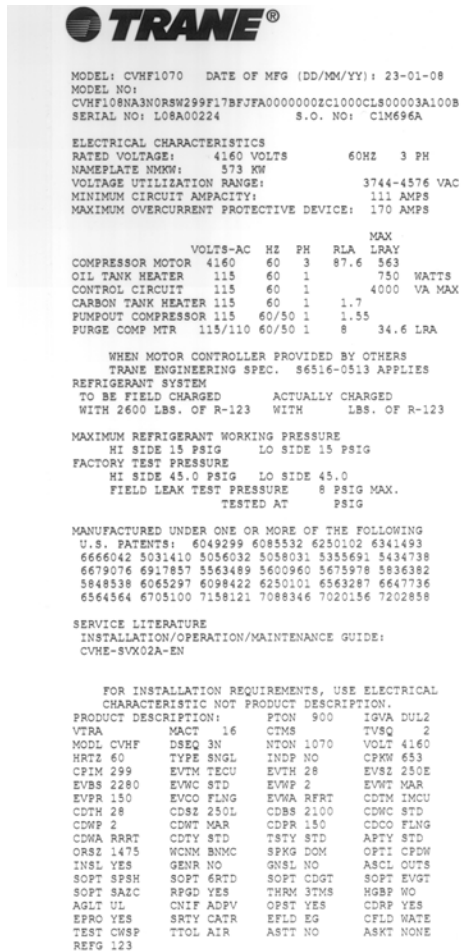 TRANE®
MODEL: CVHF1070 DATE OF MFG (DD/MM/YY): 23-01-08
MODEL NO:
CVHF108NA3N0RSW299F17BFJFA0000000ZC1000CLS00003A100B
SERIAL NO: L08A00224 S.O. NO: C1M696A
ELECTRICAL CHARACTERISTICS
RATED VOLTAGE: 4160 VOLTS 60HZ 3 PH
NAMEPLATE NMKW: 573 KW
VOLTAGE UTILIZATION RANGE: 3744-4576 VAC
MINIMUM CIRCUIT AMPACITY: 111 AMPS
MAXIMUM OVERCURRENT PROTECTIVE DEVICE: 170 AMPS
MAX
VOLTS-AC HZ PH RLA LRAY
COMPRESSOR MOTOR 4160 60 3 87.6 563
OIL TANK HEATER 115 60 1 750 WATTS
CONTROL CIRCUIT 115 60 1 4000 VA MAX
CARBON TANK HEATER 115 60 1 1.7
PUMPOUT COMPRESSOR 115 60/50 1 1.55
PURGE COMP MTR 115/110 60/50 1 8 34.6 LRA
WHEN MOTOR CONTROLLER PROVIDED BY OTHERS
TRANE ENGINEERING SPEC. S6516-0513 APPLIES
REFRIGERANT SYSTEM
TO BE FIELD CHARGED ACTUALLY CHARGED
WITH 2600 LBS. OF R-123 WITH LBS. OF R-123
MAXIMUM REFRIGERANT WORKING PRESSURE
HI SIDE 15 PSIG LO SIDE 15 PSIG
FACTORY TEST PRESSURE
HI SIDE 45.0 PSIG LO SIDE 45.0
FIELD LEAK TEST PRESSURE 8 PSIG MAX.
TESTED AT PSIG
MANUFACTURED UNDER ONE OR MORE OF THE FOLLOWING
U.S. PATENTS: 6049299 6085532 6250102 6341493
6666042 5031410 5056032 5058031 5355691 5434738
6679076 6917857 5563489 5600960 5675978 5836382
5848538 6065297 6098422 6250101 6563287 6647736
6564564 6705100 7158121 7088346 7020156 7202858
SERVICE LITERATURE
INSTALLATION/OPERATION/MAINTENANCE GUIDE:
CVHE-SVX02A-EN
FOR INSTALLATION REQUIREMENTS, USE ELECTRICAL
CHARACTERISTIC NOT PRODUCT DESCRIPTION.
PRODUCT DESCRIPTION: PTON 900 IGVA DUL2
VTRA MACT 16 CTMS TVSQ 2
MODL CVHF DSEQ 3N NTON 1070 VOLT 4160
HRTZ 60 TYPE SNGL INDP NO CPKW 653
CPIM 299 EVTM TECU EVTH 28 EVSZ 250E
EVBS 2280 EVWC STD EVWP 2 EVWT MAR
EVPR 150 EVCO FLNG EVWA RFRT CDTM IMCU
CDTH 28 CDSZ 250L CDBS 2100 CDWC STD
CDWP 2 CDWT MAR CDPR 150 CDCO FLNG
CDWA RRRT CDTY STD TSTY STD APTY STD
ORSZ 1475 WCNM BNMC SPKG DOM OPTI CPDW
INSL YES GENR NO GNSL NO ASCL OUTS
SOPT SPSH SOPT 6RTD SOPT CDGT SOPT EVGT
SOPT SAZC RPGD YES THRM 3TMS HGBP WO
AGLT UL CNIF ADPV OPST YES CDRP YES
EPRO YES SRTY CATR EFLD EG CFLD WATE
TEST CWSP TTOL AIR ASTT NO ASKT NONE
REFG 123